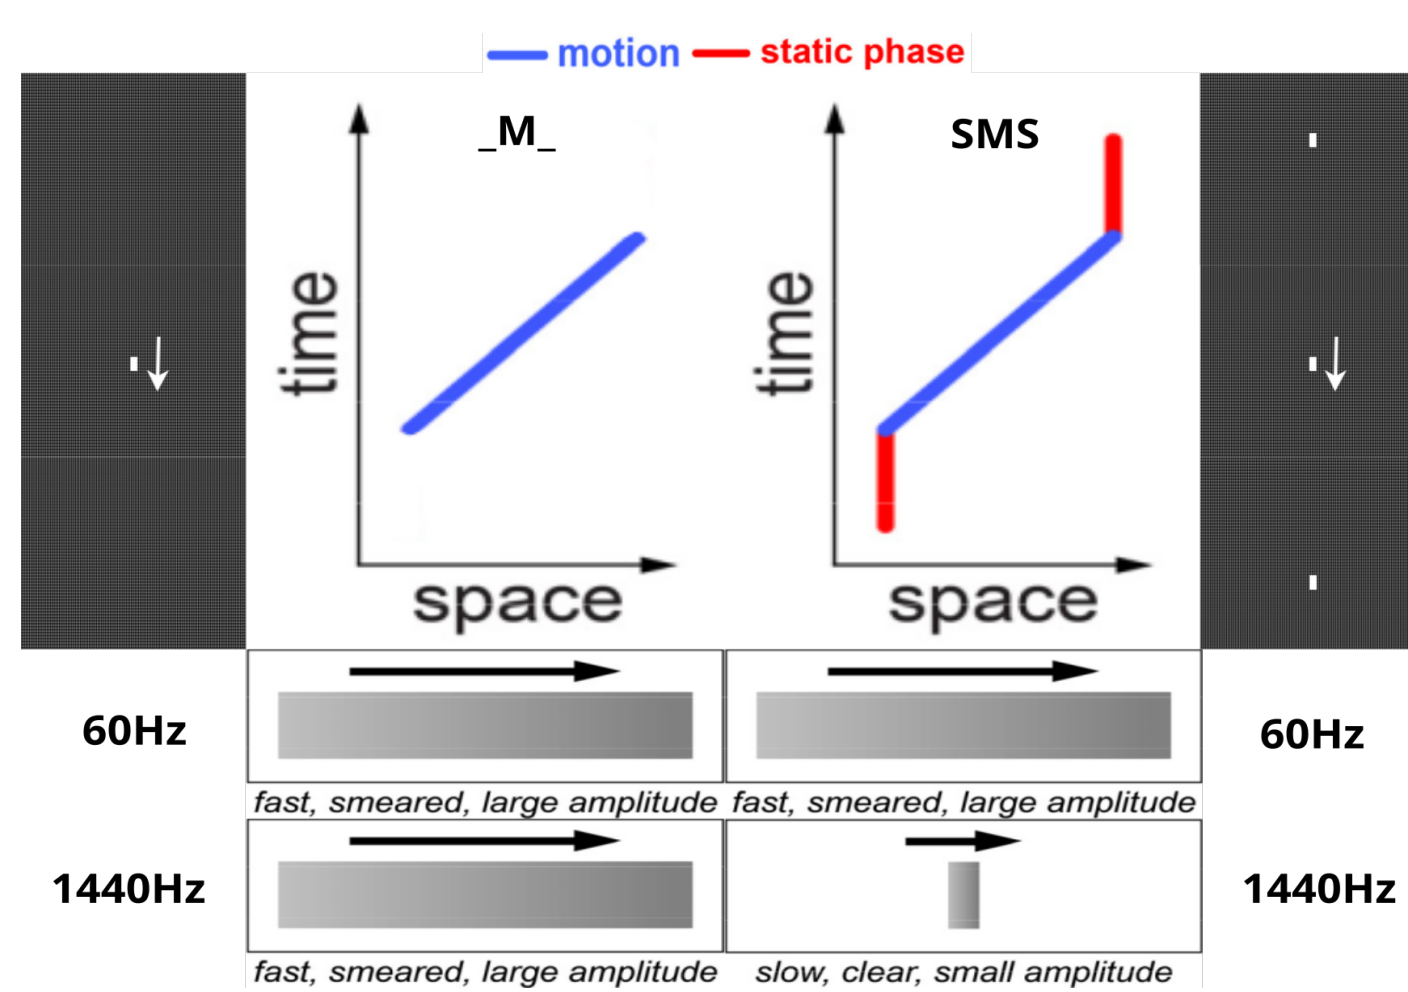 motion static phase
_M_ SMS
time time
space space
60Hz 60Hz
fast, smeared, large amplitude fast, smeared, large amplitude
1440Hz 1440Hz
fast, smeared, large amplitude slow, clear, small amplitude